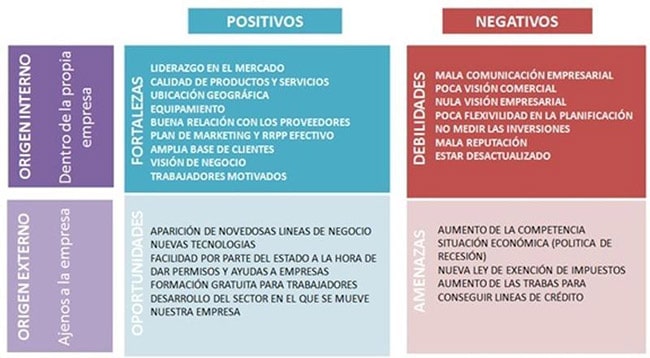 POSITIVOS
NEGATIVOS
ORIGEN INTERNO
Dentro de la propia
empresa
FORTALEZAS
LIDERAZGO EN EL MERCADO
CALIDAD DE PRODUCTOS Y SERVICIOS
UBICACIÓN GEOGRÁFICA
EQUIPAMIENTO
BUENA RELACIÓN CON LOS PROVEEDORES
PLAN DE MARKETING Y RRPP EFECTIVO
AMPLIA BASE DE CLIENTES
VISIÓN DE NEGOCIO
TRABAJADORES MOTIVADOS
DEBILIDADES
MALA COMUNICACIÓN EMPRESARIAL
POCA VISIÓN COMERCIAL
NULA VISIÓN EMPRESARIAL
POCA FLEXIVILIDAD EN LA PLANIFICACIÓN
NO MEDIR LAS INVERSIONES
MALA REPUTACIÓN
ESTAR DESACTUALIZADO
ORIGEN EXTERNO
Ajenos a la empresa
OPORTUNIDADES
APARICIÓN DE NOVEDOSAS LINEAS DE NEGOCIO
NUEVAS TECNOLOGIAS
FACILIDAD POR PARTE DEL ESTADO A LA HORA DE
DAR PERMISOS Y AYUDAS A EMPRESAS
FORMACIÓN GRATUITA PARA TRABAJADORES
DESARROLLO DEL SECTOR EN EL QUE SE MUEVE
NUESTRA EMPRESA
AMENAZAS
AUMENTO DE LA COMPETENCIA
SITUACIÓN ECONÓMICA (POLITICA DE
RECESIÓN)
NUEVA LEY DE EXENCIÓN DE IMPUESTOS
AUMENTO DE LAS TRABAS PARA
CONSEGUIR LINEAS DE CRÉDITO